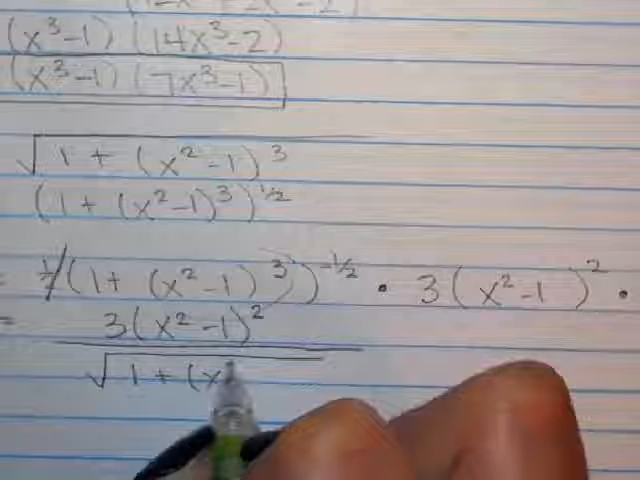 (x³-1) (14x³-2)
(x³-1) (7x³-1)
√1 + (x²-1)³
(1 + (x²-1)³)^½
= ½(1+ (x²-1)³)^-½ · 3(x²-1)² ·
= 3(x²-1)²
√1 + (x